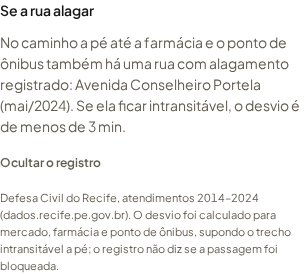 Se a rua alagar
No caminho a pé até a farmácia e o ponto de
ônibus também há uma rua com alagamento
registrado: Avenida Conselheiro Portela
(mai/2024). Se ela ficar intransitável, o desvio é
de menos de 3 min.
Ocultar o registro
Defesa Civil do Recife, atendimentos 2014–2024
(dados.recife.pe.gov.br). O desvio foi calculado para
mercado, farmácia e ponto de ônibus, supondo o trecho
intransitável a pé; o registro não diz se a passagem foi
bloqueada.